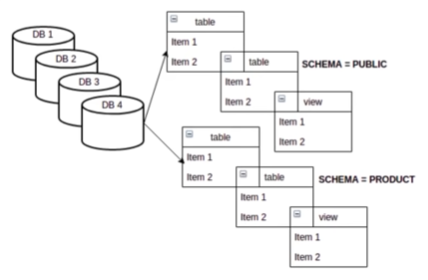 DB 1
DB 2
DB 3
DB 4
table
Item 1
Item 2
table
Item 1
Item 2
SCHEMA = PUBLIC
view
Item 1
Item 2
table
Item 1
Item 2
table
Item 1
Item 2
SCHEMA = PRODUCT
view
Item 1
Item 2